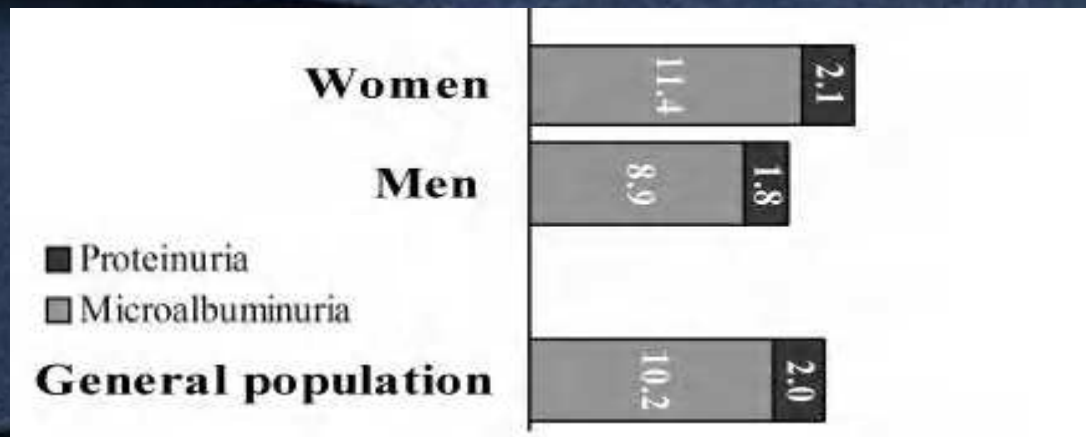 Women
11.4
2.1
Men
8.9
1.8
Proteinuria
Microalbuminuria
General population
10.2
2.0